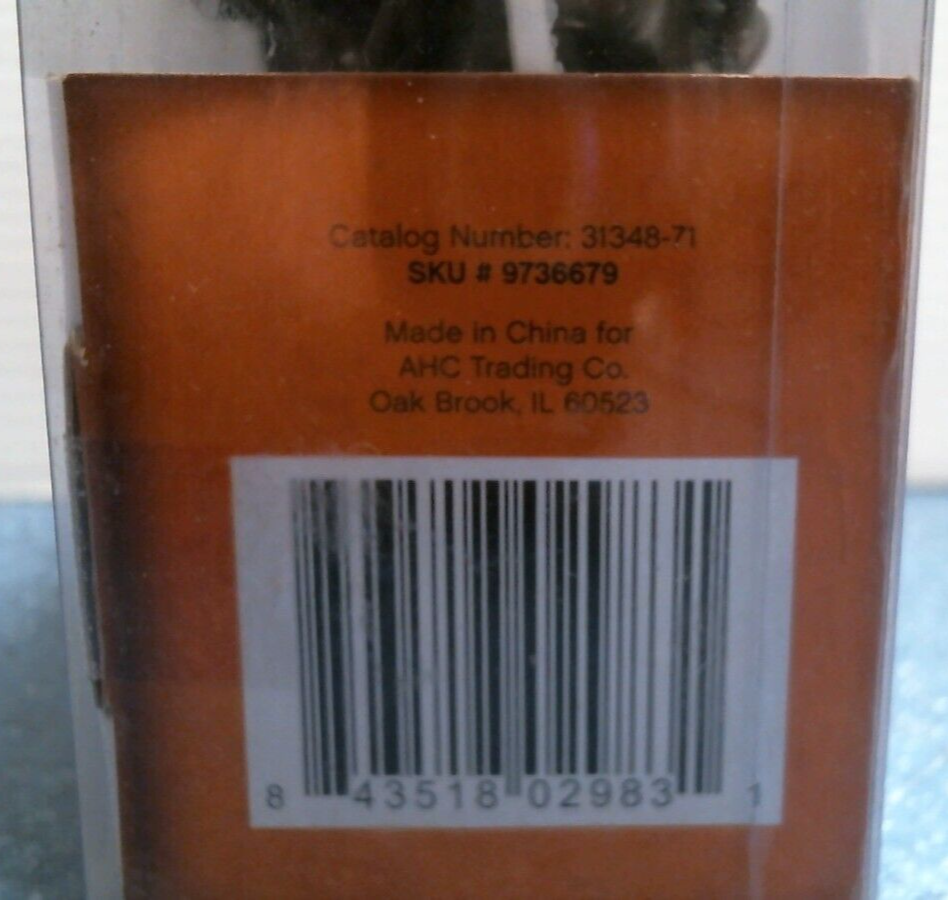 Catalog Number: 31348-71
SKU # 9736679
Made in China for
AHC Trading Co.
Oak Brook, IL 60523
8 43518 02983 1